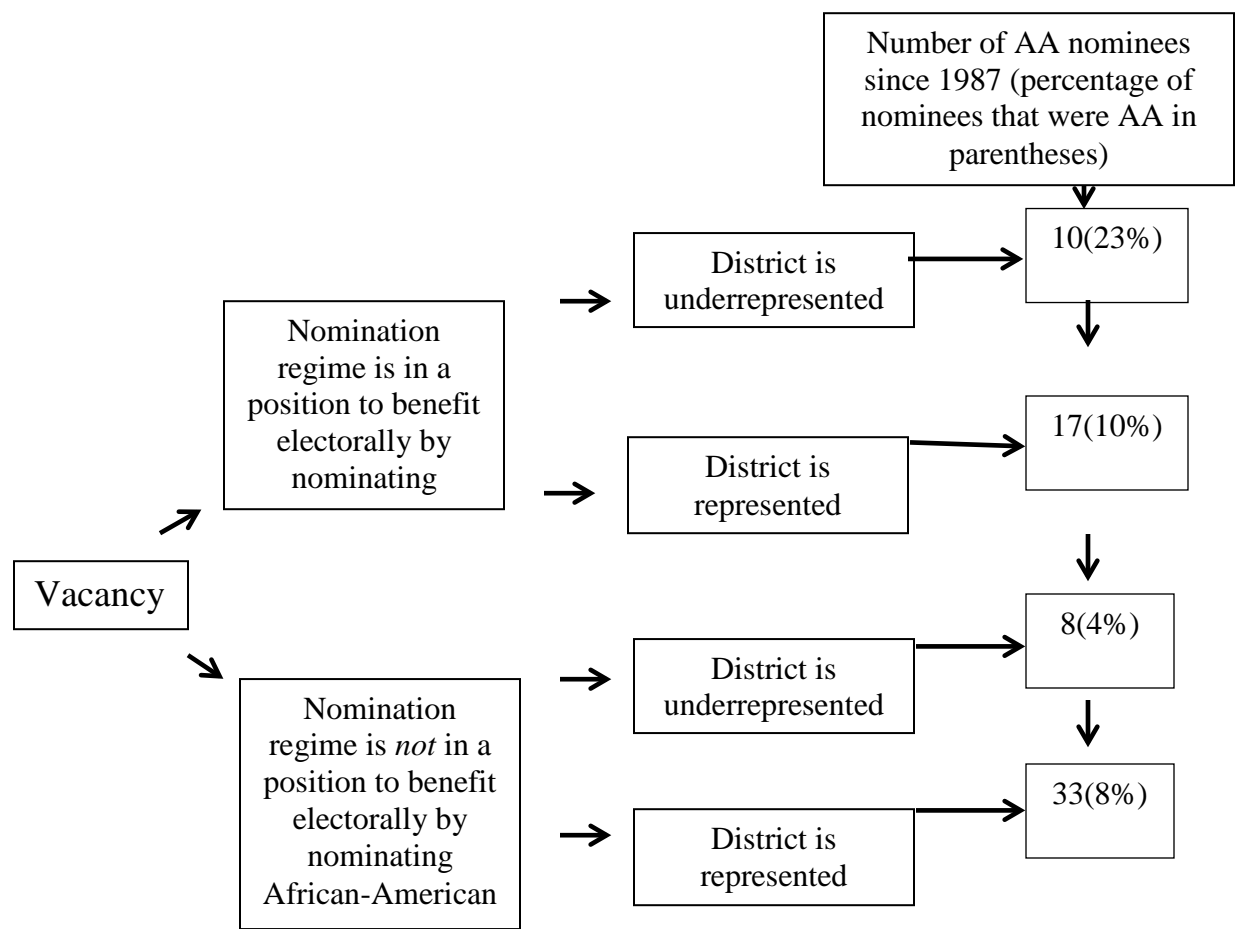 Number of AA nominees
since 1987 (percentage of
nominees that were AA in
parentheses)
10(23%)
District is
underrepresented
Nomination
regime is in a
position to benefit
electorally by
nominating
17(10%)
District is
represented
Vacancy
8(4%)
District is
underrepresented
Nomination
regime is not in a
position to benefit
electorally by
nominating
African-American
33(8%)
District is
represented